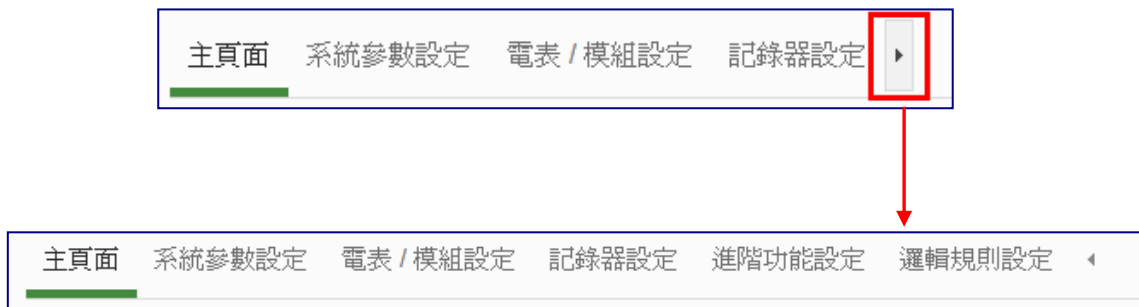 主頁面 系統參數設定 電表 / 模組設定 記錄器設定
主頁面 系統參數設定 電表 / 模組設定 記錄器設定 進階功能設定 邏輯規則設定